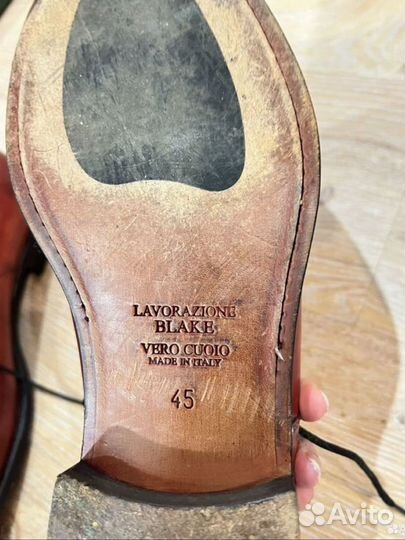 LAVORAZIONE
BLAKE
VERO CUOIO
MADE IN ITALY
45
Avito